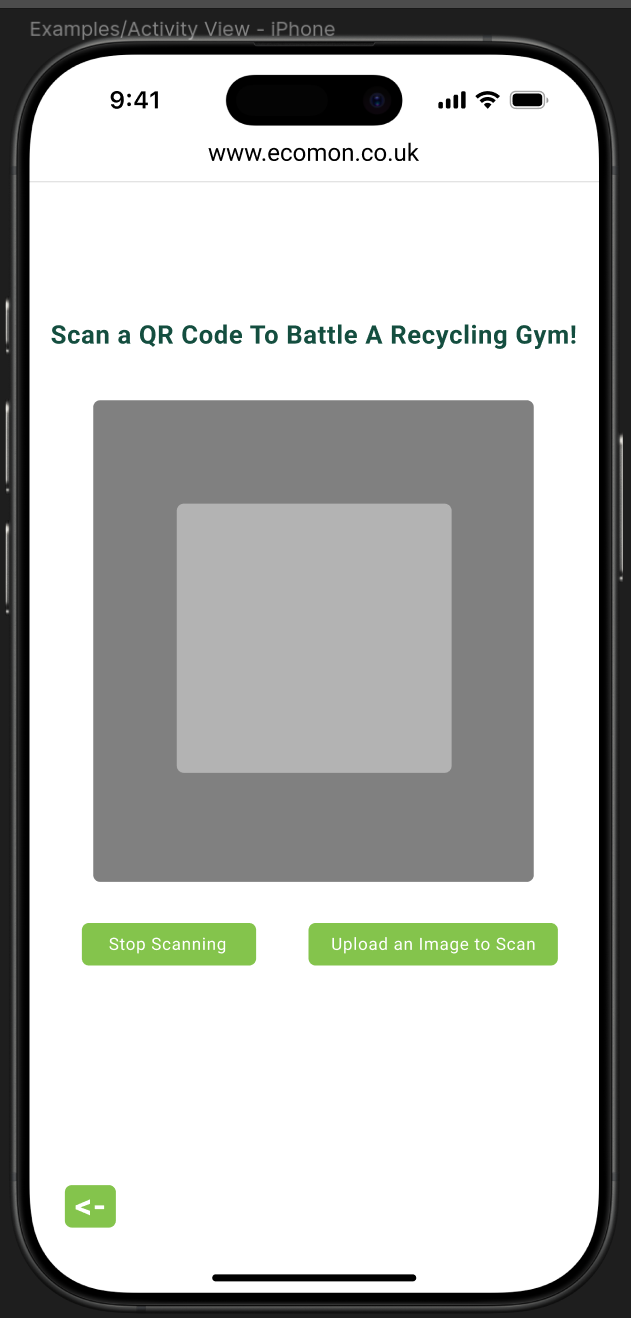 Examples/Activity View - iPhone
9:41
www.ecomon.co.uk
Scan a QR Code To Battle A Recycling Gym!
Stop Scanning
Upload an Image to Scan
<-